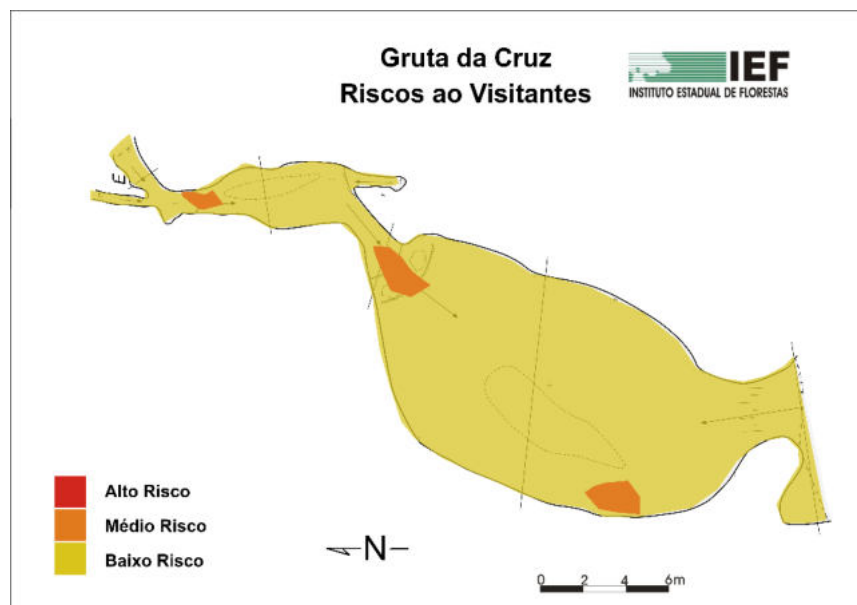 Gruta da Cruz
Riscos ao Visitantes
IEF
INSTITUTO ESTADUAL DE FLORESTAS
E
Alto Risco
Médio Risco
Baixo Risco
N
0 2 4 6m